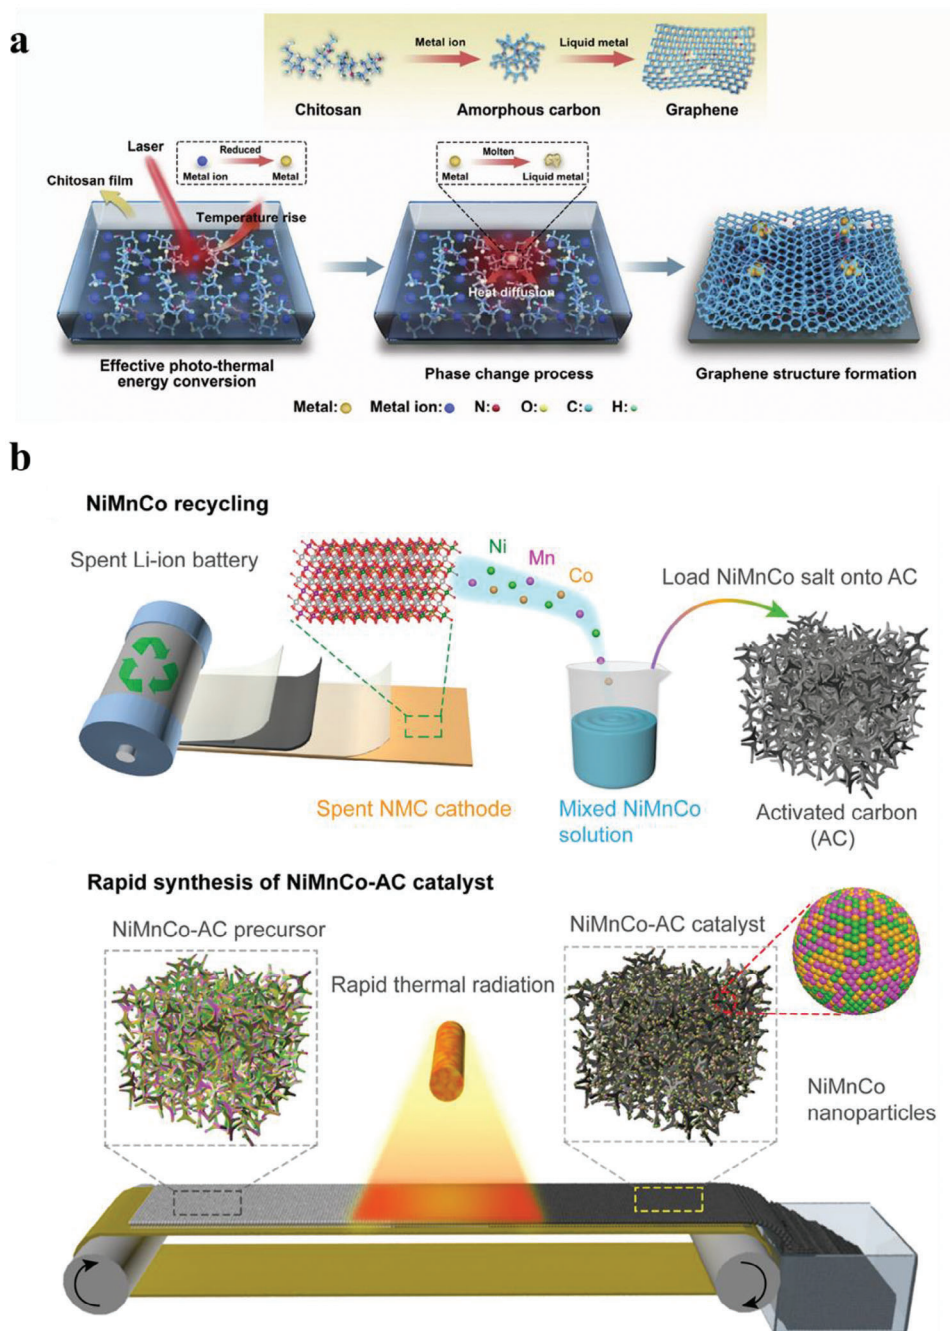 a
Metal ion
Liquid metal
Chitosan
Amorphous carbon
Graphene
Laser
Reduced
Metal ion
Metal
Chitosan film
Temperature rise
Molten
Metal
Liquid metal
Heat diffusion
Effective photo-thermal
energy conversion
Phase change process
Graphene structure formation
Metal:
Metal ion:
N:
O:
C:
H:
b
NiMnCo recycling
Spent Li-ion battery
Ni
Mn
Co
Load NiMnCo salt onto AC
Spent NMC cathode
Mixed NiMnCo
solution
Activated carbon
(AC)
Rapid synthesis of NiMnCo-AC catalyst
NiMnCo-AC precursor
Rapid thermal radiation
NiMnCo-AC catalyst
NiMnCo
nanoparticles